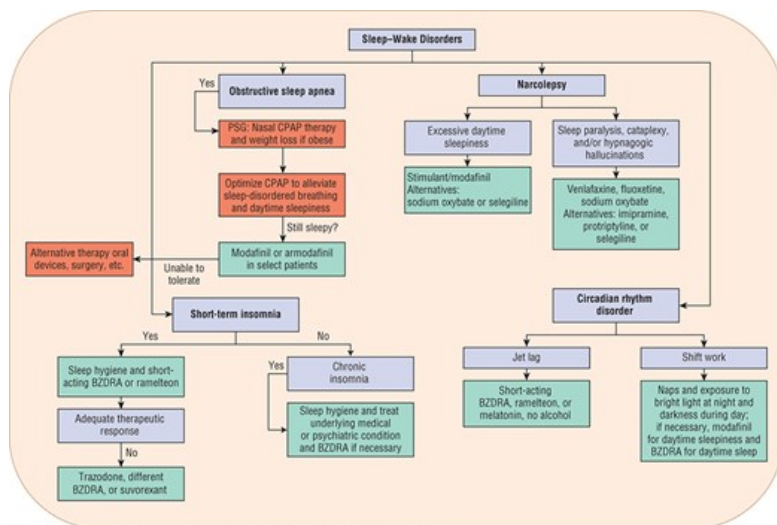 Sleep–Wake Disorders
Yes
Obstructive sleep apnea
Narcolepsy
PSG: Nasal CPAP therapy
and weight loss if obese
Excessive daytime
sleepiness
Sleep paralysis, cataplexy,
and/or hypnagogic
hallucinations
Optimize CPAP to alleviate
sleep-disordered breathing
and daytime sleepiness
Stimulant/modafinil
Alternatives:
sodium oxybate or selegiline
Venlafaxine, fluoxetine,
sodium oxybate
Alternatives: imipramine,
protriptyline, or
selegiline
Still sleepy?
Alternative therapy oral
devices, surgery, etc.
Unable to
tolerate
Modafinil or armodafinil
in select patients
Short-term insomnia
Circadian rhythm
disorder
Yes
No
Sleep hygiene and short-
acting BZDRA or ramelteon
Yes
Chronic
insomnia
Jet lag
Shift work
Adequate therapeutic
response
Sleep hygiene and treat
underlying medical
or psychiatric condition
and BZDRA if necessary
Short-acting
BZDRA, ramelteon, or
melatonin, no alcohol
Naps and exposure to
bright light at night and
darkness during day;
if necessary, modafinil
for daytime sleepiness and
BZDRA for daytime sleep
No
Trazodone, different
BZDRA, or suvorexant